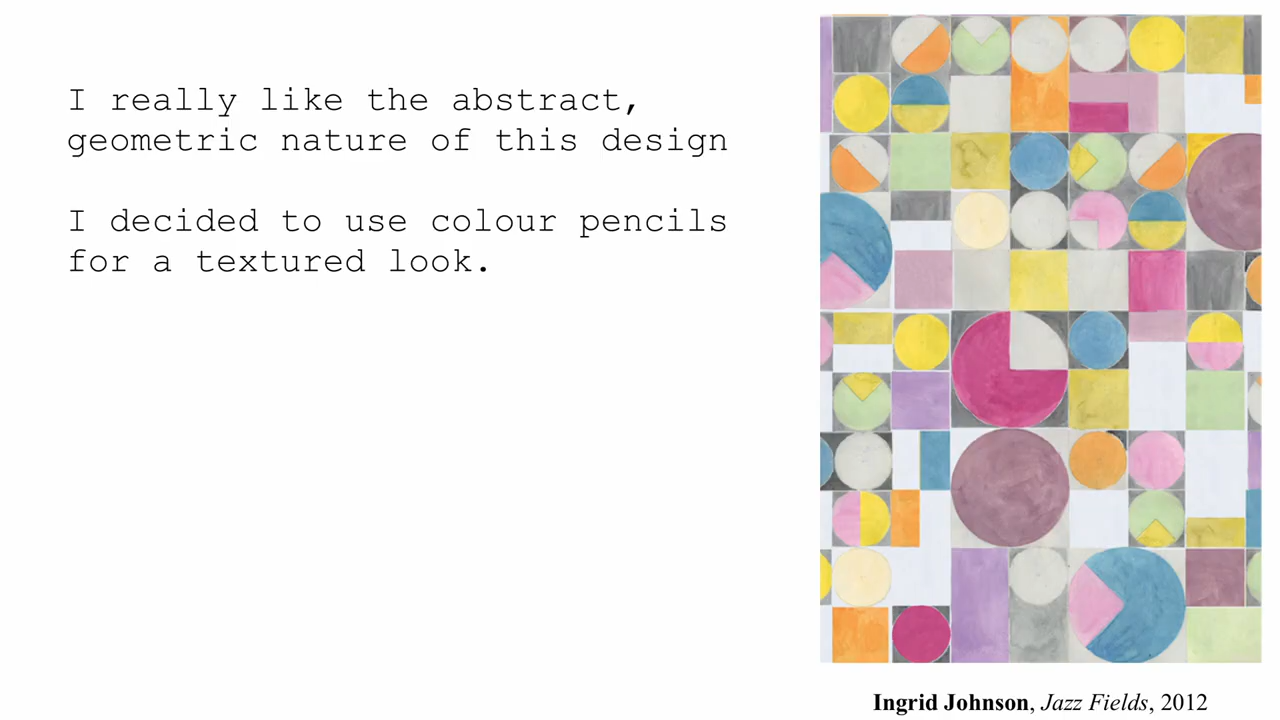 I really like the abstract,
geometric nature of this design
I decided to use colour pencils
for a textured look.
Ingrid Johnson, Jazz Fields, 2012